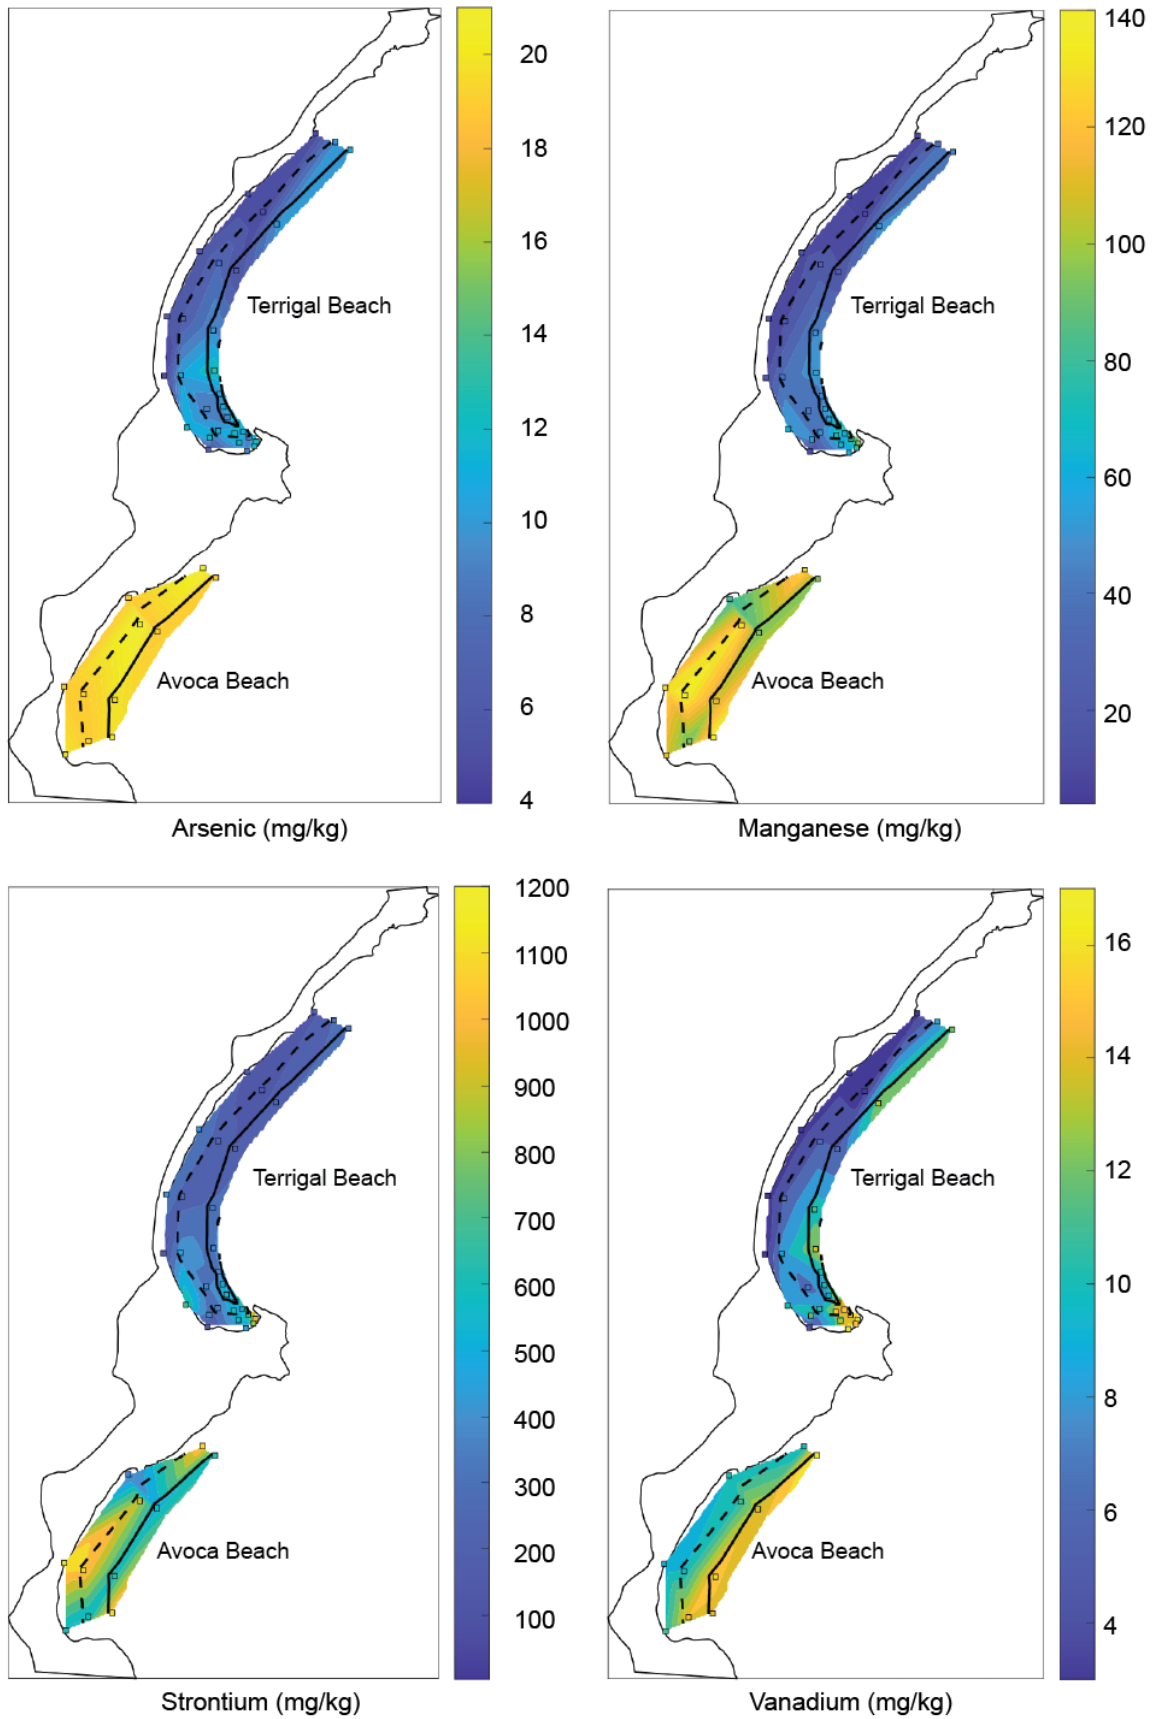 20
18
16
14
12
10
8
6
4
Terrigal Beach
Avoca Beach
Arsenic (mg/kg)
140
120
100
80
60
40
20
Terrigal Beach
Avoca Beach
Manganese (mg/kg)
1200
1100
1000
900
800
700
600
500
400
300
200
100
Terrigal Beach
Avoca Beach
Strontium (mg/kg)
16
14
12
10
8
6
4
Terrigal Beach
Avoca Beach
Vanadium (mg/kg)